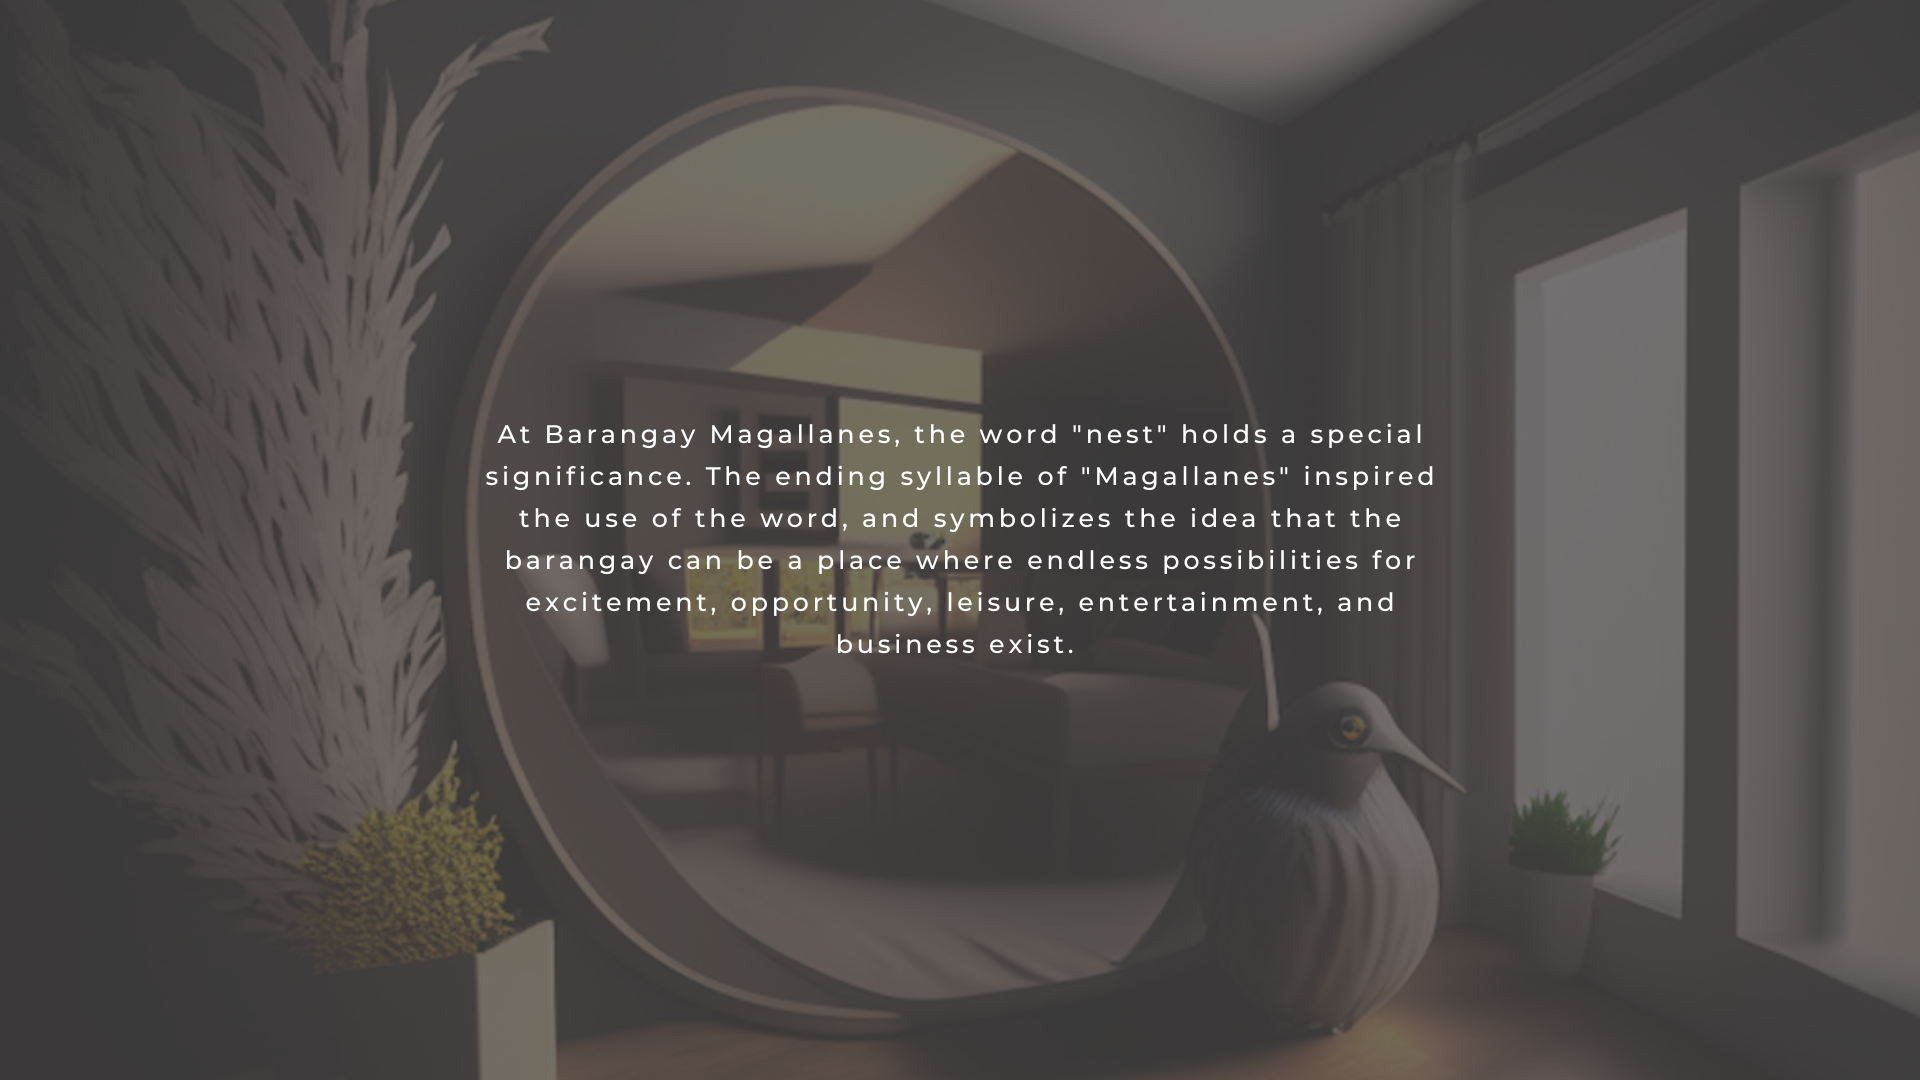 At Barangay Magallanes, the word "nest" holds a special
significance. The ending syllable of "Magallanes" inspired
the use of the word, and symbolizes the idea that the
barangay can be a place where endless possibilities for
excitement, opportunity, leisure, entertainment, and
business exist.